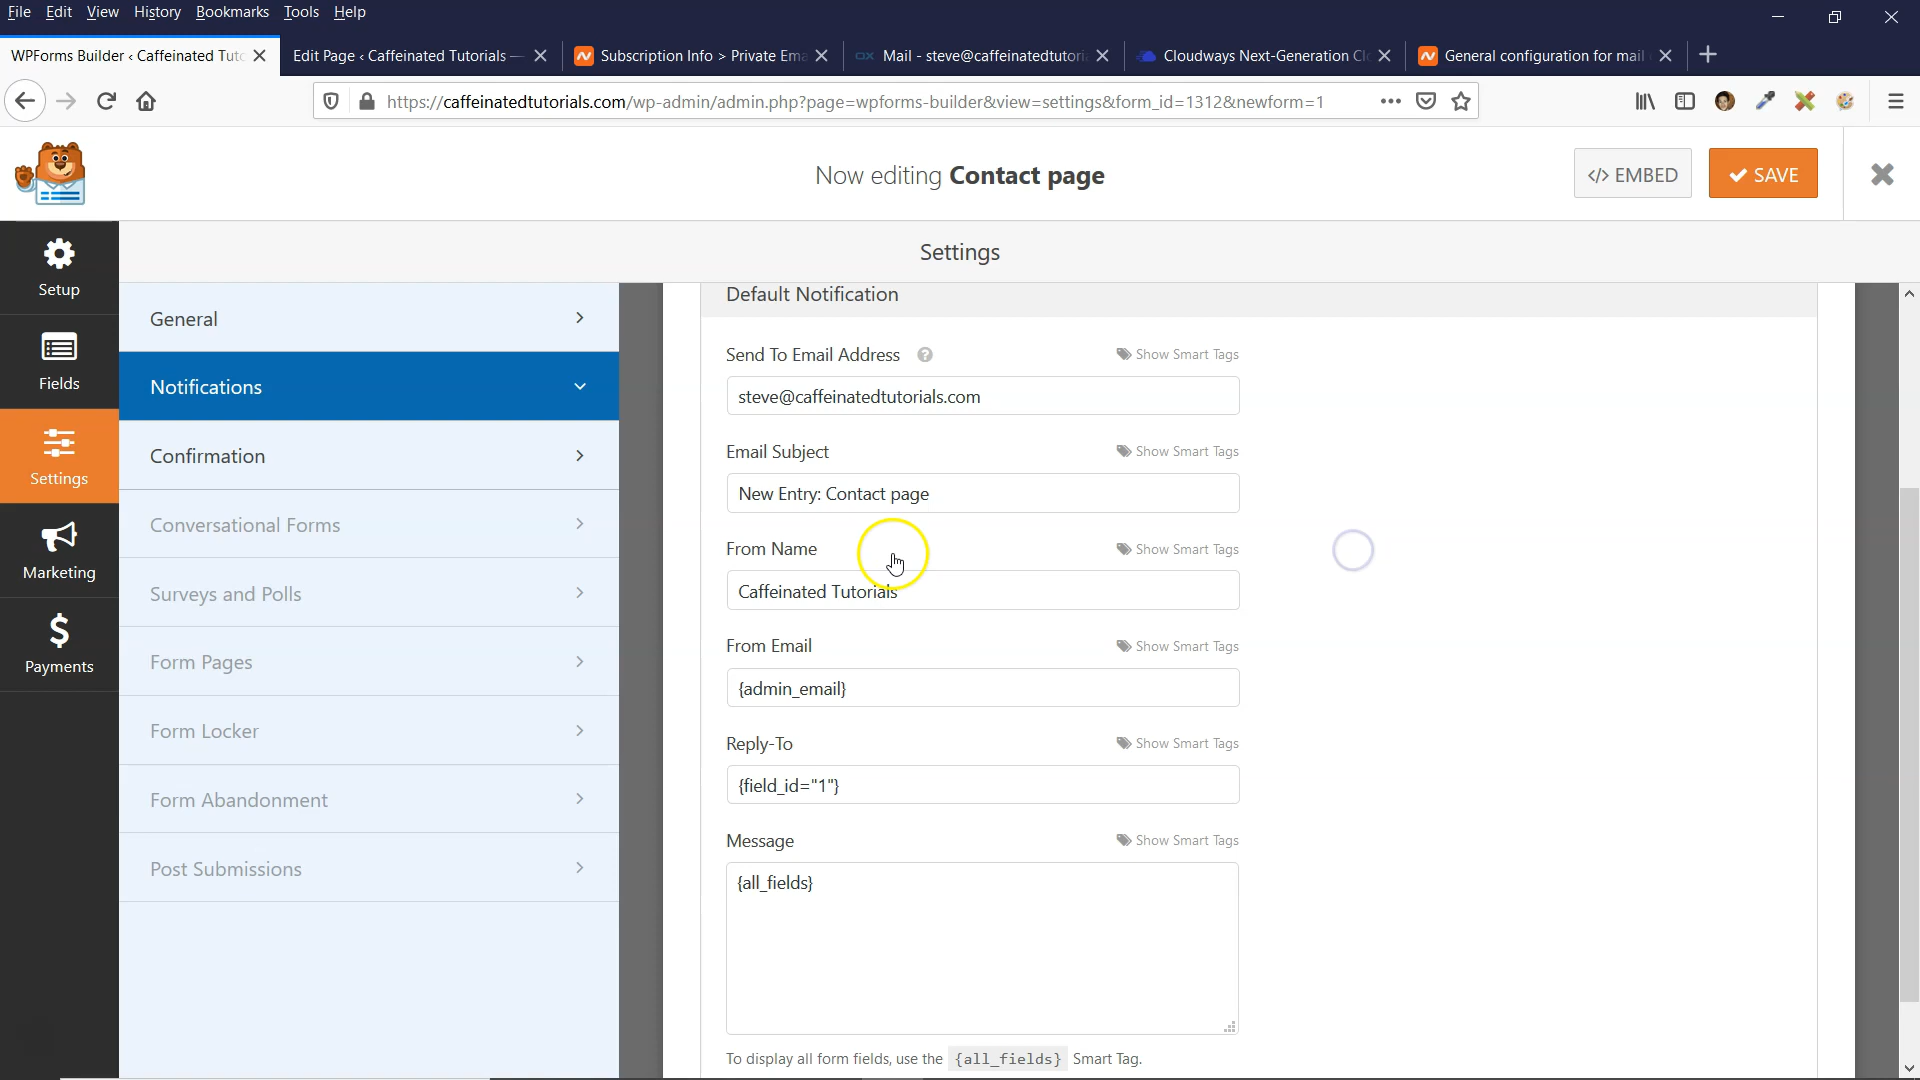 File Edit View History Bookmarks Tools Help
WPForms Builder ‹ Caffeinated Tuto
Edit Page ‹ Caffeinated Tutorials —
Subscription Info > Private Ema
Mail - steve@caffeinatedtutori
Cloudways Next-Generation Clo
General configuration for mail
https://caffeinatedtutorials.com/wp-admin/admin.php?page=wpforms-builder&view=settings&form_id=1312&newform=1
Now editing Contact page
</> EMBED
SAVE
Setup
Fields
Settings
Marketing
Payments
Settings
General
Notifications
Confirmation
Conversational Forms
Surveys and Polls
Form Pages
Form Locker
Form Abandonment
Post Submissions
Default Notification
Send To Email Address ? Show Smart Tags
steve@caffeinatedtutorials.com
Email Subject Show Smart Tags
New Entry: Contact page
From Name Show Smart Tags
Caffeinated Tutorials
From Email Show Smart Tags
{admin_email}
Reply-To Show Smart Tags
{field_id="1"}
Message Show Smart Tags
{all_fields}
To display all form fields, use the {all_fields} Smart Tag.